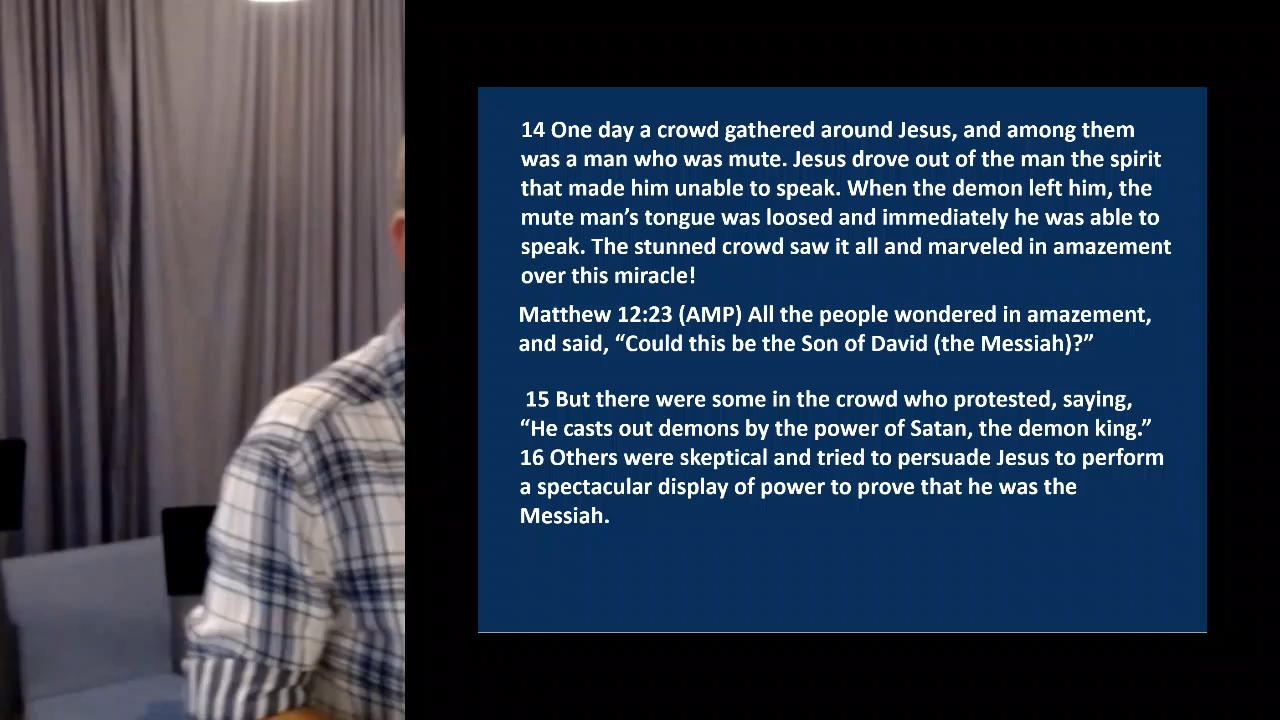 14 One day a crowd gathered around Jesus, and among them
was a man who was mute. Jesus drove out of the man the spirit
that made him unable to speak. When the demon left him, the
mute man’s tongue was loosed and immediately he was able to
speak. The stunned crowd saw it all and marveled in amazement
over this miracle!
Matthew 12:23 (AMP) All the people wondered in amazement,
and said, “Could this be the Son of David (the Messiah)?”
15 But there were some in the crowd who protested, saying,
“He casts out demons by the power of Satan, the demon king.”
16 Others were skeptical and tried to persuade Jesus to perform
a spectacular display of power to prove that he was the
Messiah.